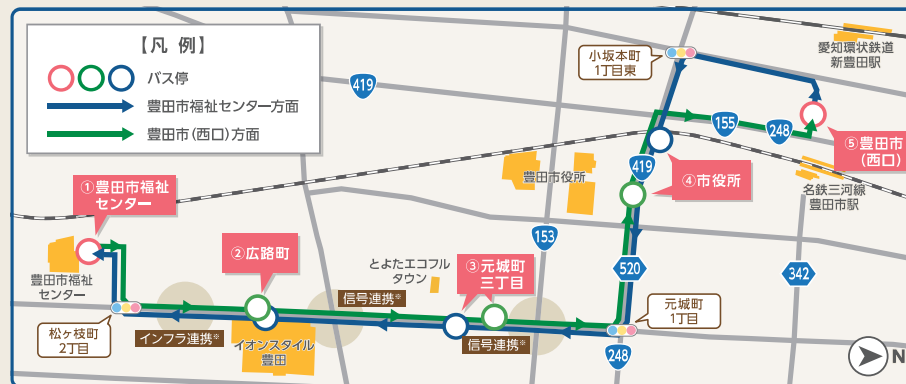 【凡 例】
バス停
豊田市福祉センター方面
豊田市(西口)方面
419
小坂本町
1丁目東
愛知環状鉄道
新豊田駅
155
248
⑤豊田市
(西口)
419
④市役所
豊田市役所
名鉄三河線
豊田市駅
①豊田市福祉
センター
豊田市福祉
センター
②広路町
とよたエコフル
タウン
③元城町
三丁目
153
520
342
信号連携※
元城町
1丁目
松ヶ枝町
2丁目
インフラ連携※
イオンスタイル
豊田
信号連携※
248
N